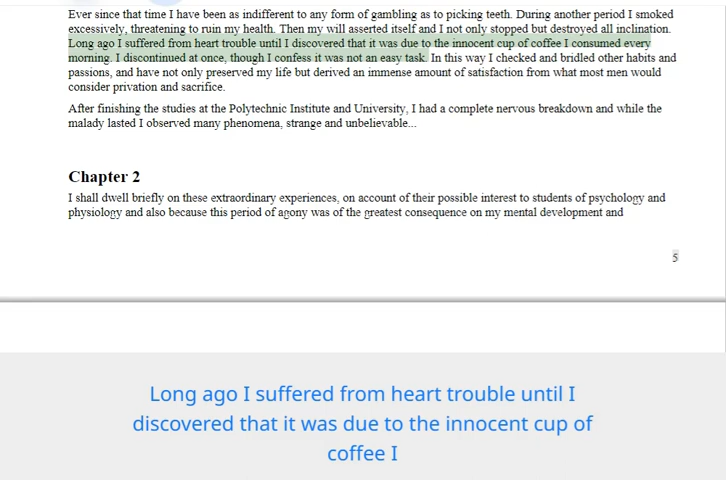 Ever since that time I have been as indifferent to any form of gambling as to picking teeth. During another period I smoked
excessively, threatening to ruin my health. Then my will asserted itself and I not only stopped but destroyed all inclination.
Long ago I suffered from heart trouble until I discovered that it was due to the innocent cup of coffee I consumed every
morning. I discontinued at once, though I confess it was not an easy task. In this way I checked and bridled other habits and
passions, and have not only preserved my life but derived an immense amount of satisfaction from what most men would
consider privation and sacrifice.
After finishing the studies at the Polytechnic Institute and University, I had a complete nervous breakdown and while the
malady lasted I observed many phenomena, strange and unbelievable...
Chapter 2
I shall dwell briefly on these extraordinary experiences, on account of their possible interest to students of psychology and
physiology and also because this period of agony was of the greatest consequence on my mental development and
5
Long ago I suffered from heart trouble until I
discovered that it was due to the innocent cup of
coffee I